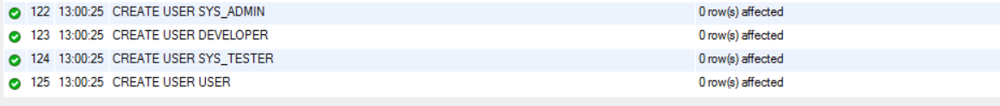 122 13:00:25 CREATE USER SYS_ADMIN 0 row(s) affected
123 13:00:25 CREATE USER DEVELOPER 0 row(s) affected
124 13:00:25 CREATE USER SYS_TESTER 0 row(s) affected
125 13:00:25 CREATE USER USER 0 row(s) affected